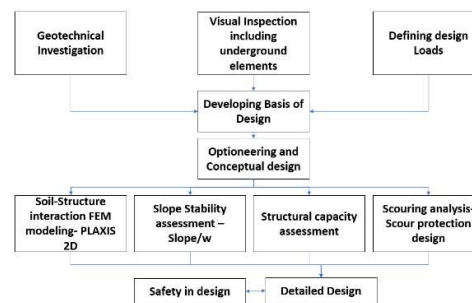 Geotechnical
Investigation
Visual Inspection
including
underground
elements
Defining design
Loads
Developing Basis of
Design
Optioneering and
Conceptual design
Soil-Structure
interaction FEM
modeling- PLAXIS
2D
Slope Stability
assessment –
Slope/w
Structural capacity
assessment
Scouring analysis-
Scour protection
design
Safety in design
Detailed Design